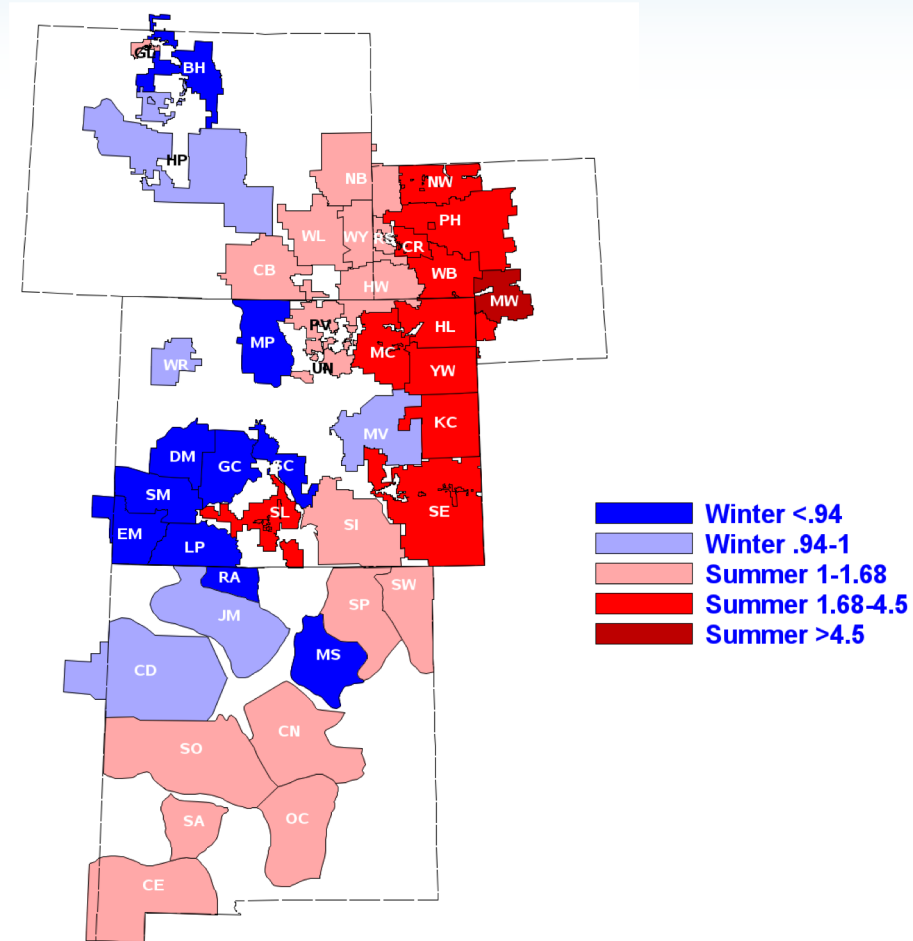 GL
BH
HP
NB
NW
PH
WL
WY
RS
CR
CB
HW
WB
MW
PV
HL
MP
MC
UN
WR
YW
KC
MV
DM
GC
SC
SM
SL
SE
SI
EM
LP
Winter <.94
Winter .94-1
Summer 1-1.68
Summer 1.68-4.5
Summer >4.5
RA
SW
SP
JM
MS
CD
CN
SO
OC
SA
CE